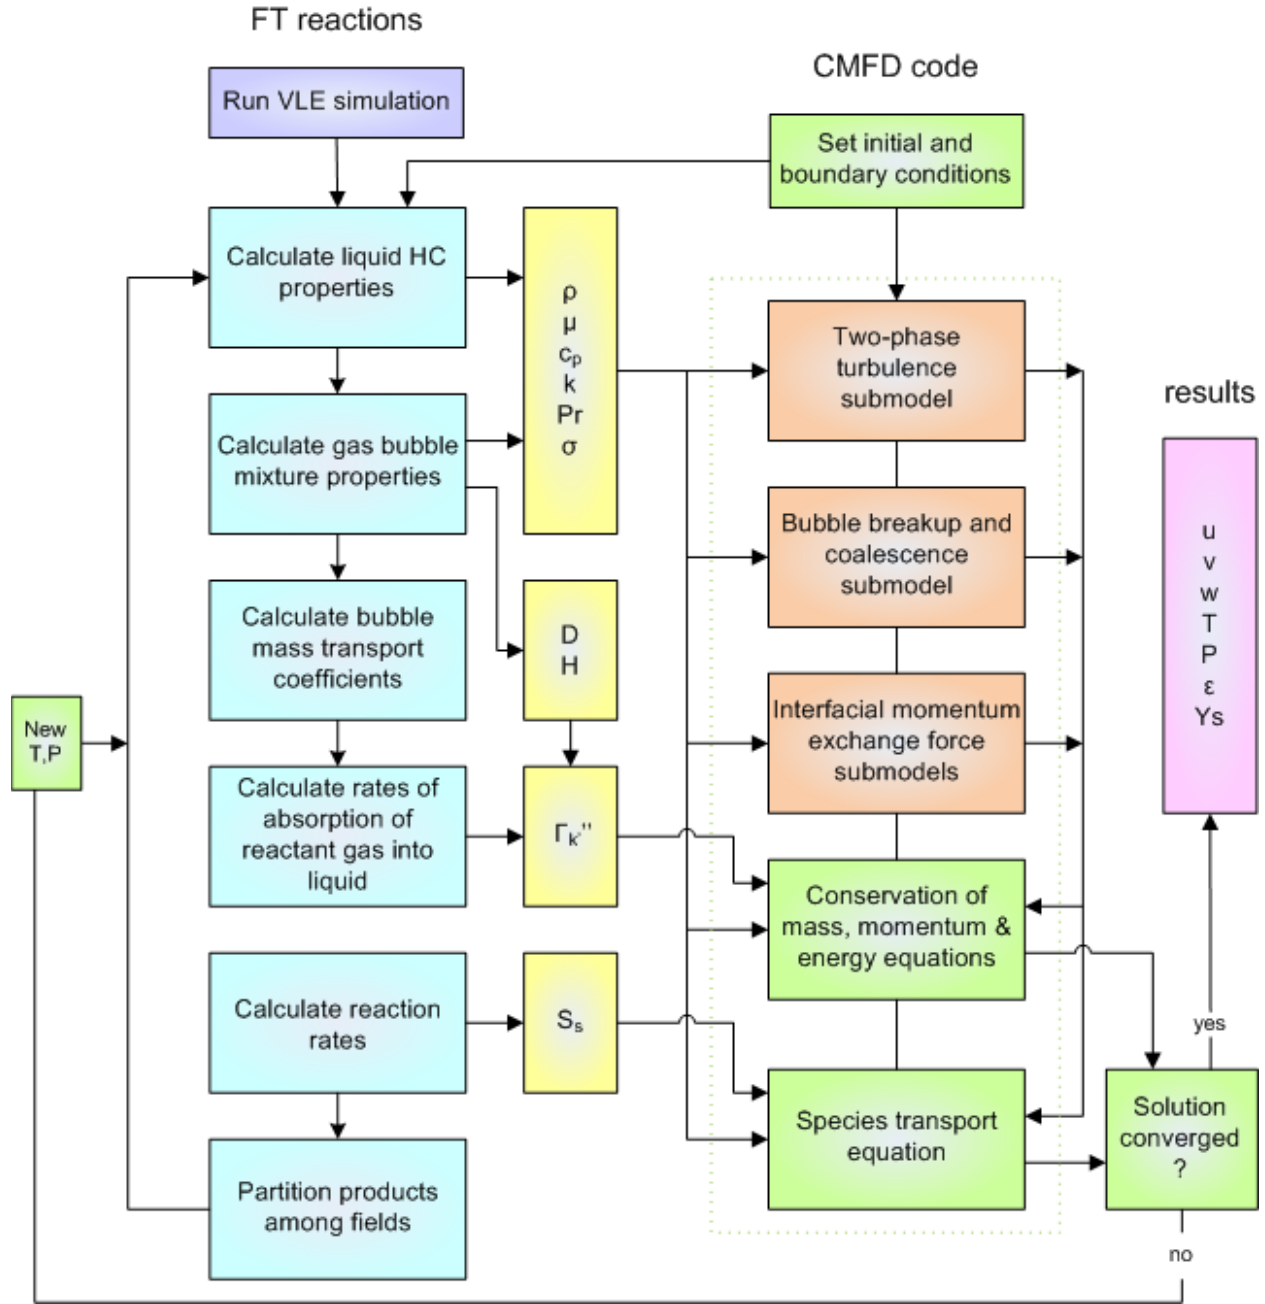 FT reactions
Run VLE simulation
Calculate liquid HC
properties
Calculate gas bubble
mixture properties
Calculate bubble
mass transport
coefficients
Calculate rates of
absorption of
reactant gas into
liquid
Calculate reaction
rates
Partition products
among fields
New
T,P
ρ
μ
cₚ
k
Pr
σ
D
H
Γₖ''
Sₛ
CMFD code
Set initial and
boundary conditions
Two-phase
turbulence
submodel
Bubble breakup and
coalescence
submodel
Interfacial momentum
exchange force
submodels
Conservation of
mass, momentum &
energy equations
Species transport
equation
results
u
v
w
T
P
ε
Ys
yes
Solution
converged
?
no